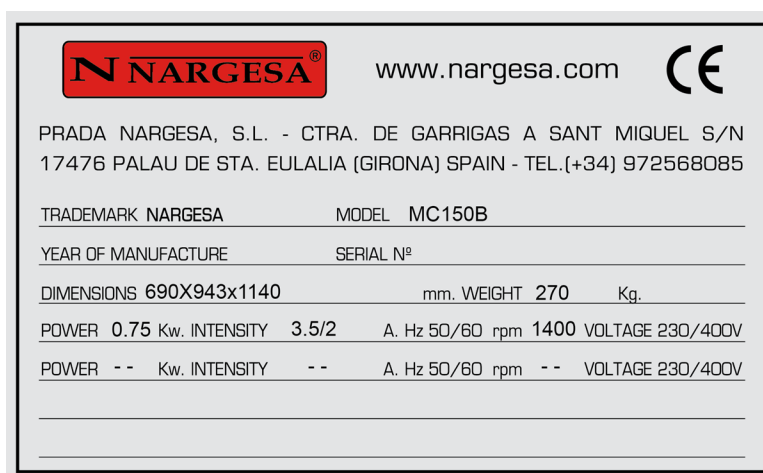 N NARGESA® www.nargesa.com CE
PRADA NARGESA, S.L. - CTRA. DE GARRIGAS A SANT MIQUEL S/N
17476 PALAU DE STA. EULALIA (GIRONA) SPAIN - TEL.(+34) 972568085
TRADEMARK NARGESA MODEL MC150B
YEAR OF MANUFACTURE SERIAL Nº
DIMENSIONS 690X943x1140 mm. WEIGHT 270 Kg.
POWER 0.75 Kw. INTENSITY 3.5/2 A. Hz 50/60 rpm 1400 VOLTAGE 230/400V
POWER - - Kw. INTENSITY - - A. Hz 50/60 rpm - - VOLTAGE 230/400V